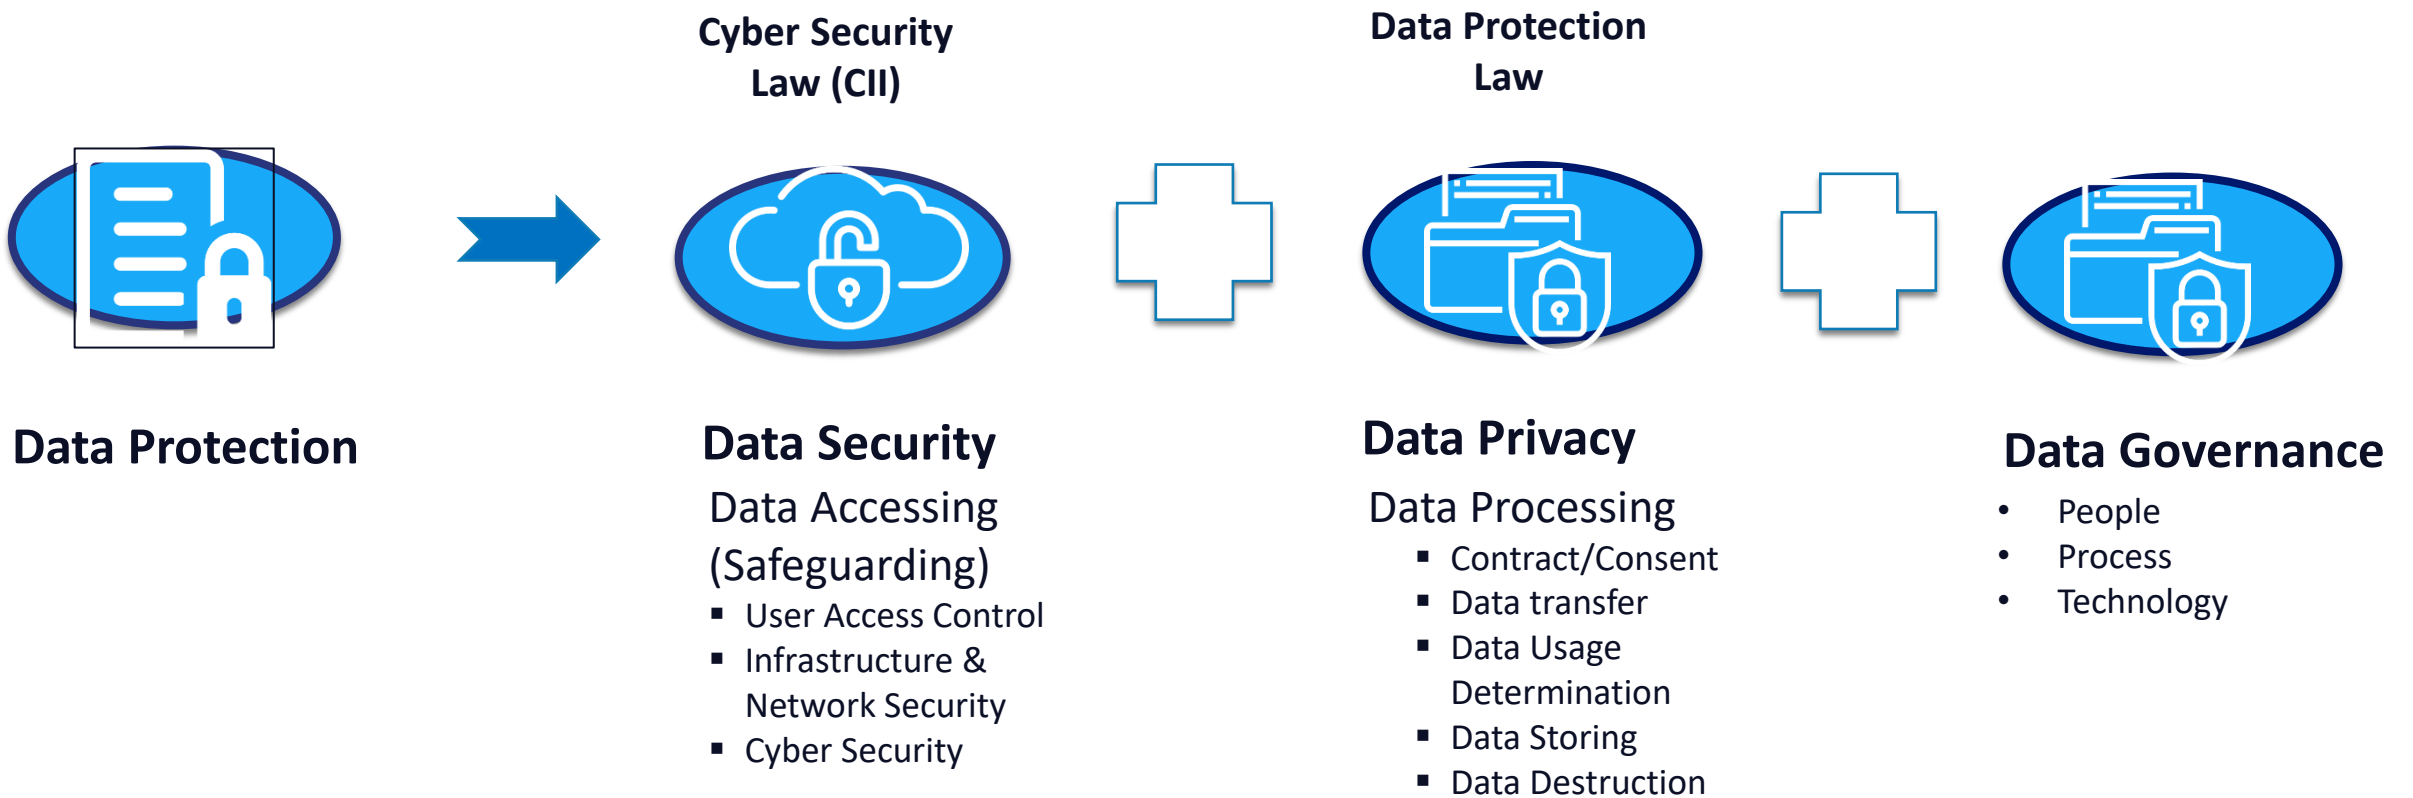 Cyber Security
Law (CII)
Data Protection
Law
Data Protection
Data Security
Data Accessing
(Safeguarding)
▪ User Access Control
▪ Infrastructure &
Network Security
▪ Cyber Security
Data Privacy
Data Processing
▪ Contract/Consent
▪ Data transfer
▪ Data Usage
Determination
▪ Data Storing
▪ Data Destruction
Data Governance
• People
• Process
• Technology